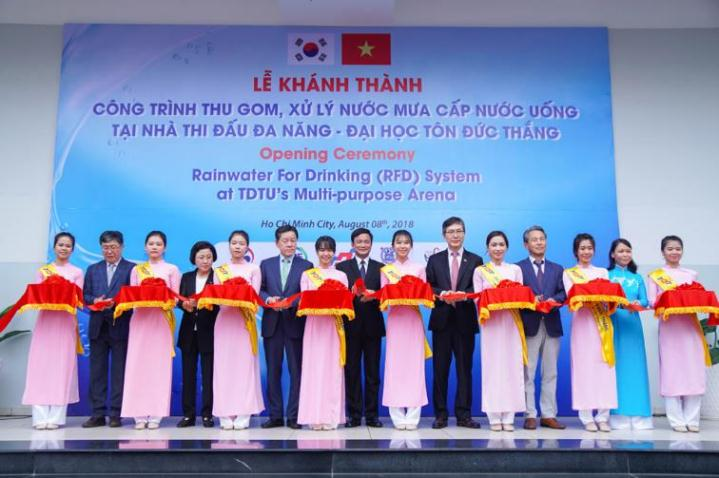 LỄ KHÁNH THÀNH
CÔNG TRÌNH THU GOM, XỬ LÝ NƯỚC MƯA CẤP NƯỚC UỐNG
TẠI NHÀ THI ĐẤU ĐA NĂNG - ĐẠI HỌC TÔN ĐỨC THẮNG
Opening Ceremony
Rainwater For Drinking (RFD) System
at TDTU's Multi-purpose Arena
Ho Chi Minh City, August 08th, 2018